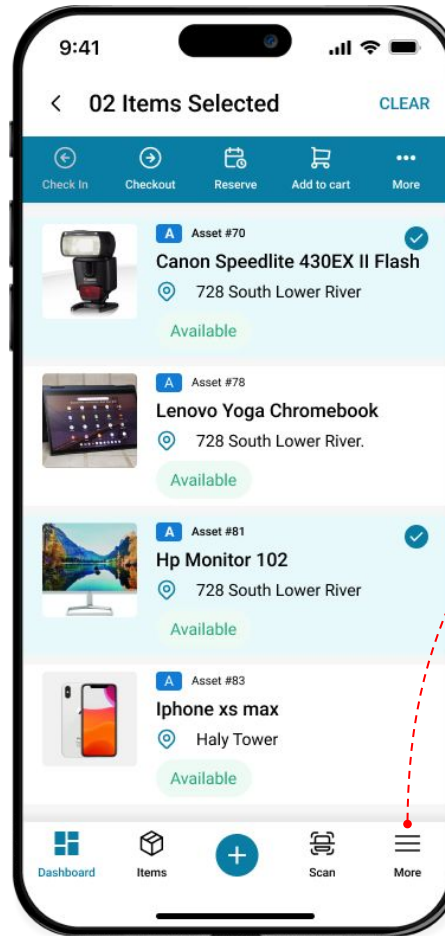 9:41
02 Items Selected CLEAR
Check In Checkout Reserve Add to cart More
A Asset #70
Canon Speedlite 430EX II Flash
728 South Lower River
Available
A Asset #78
Lenovo Yoga Chromebook
728 South Lower River.
Available
A Asset #81
Hp Monitor 102
728 South Lower River
Available
A Asset #83
Iphone xs max
Haly Tower
Available
Dashboard Items Scan More